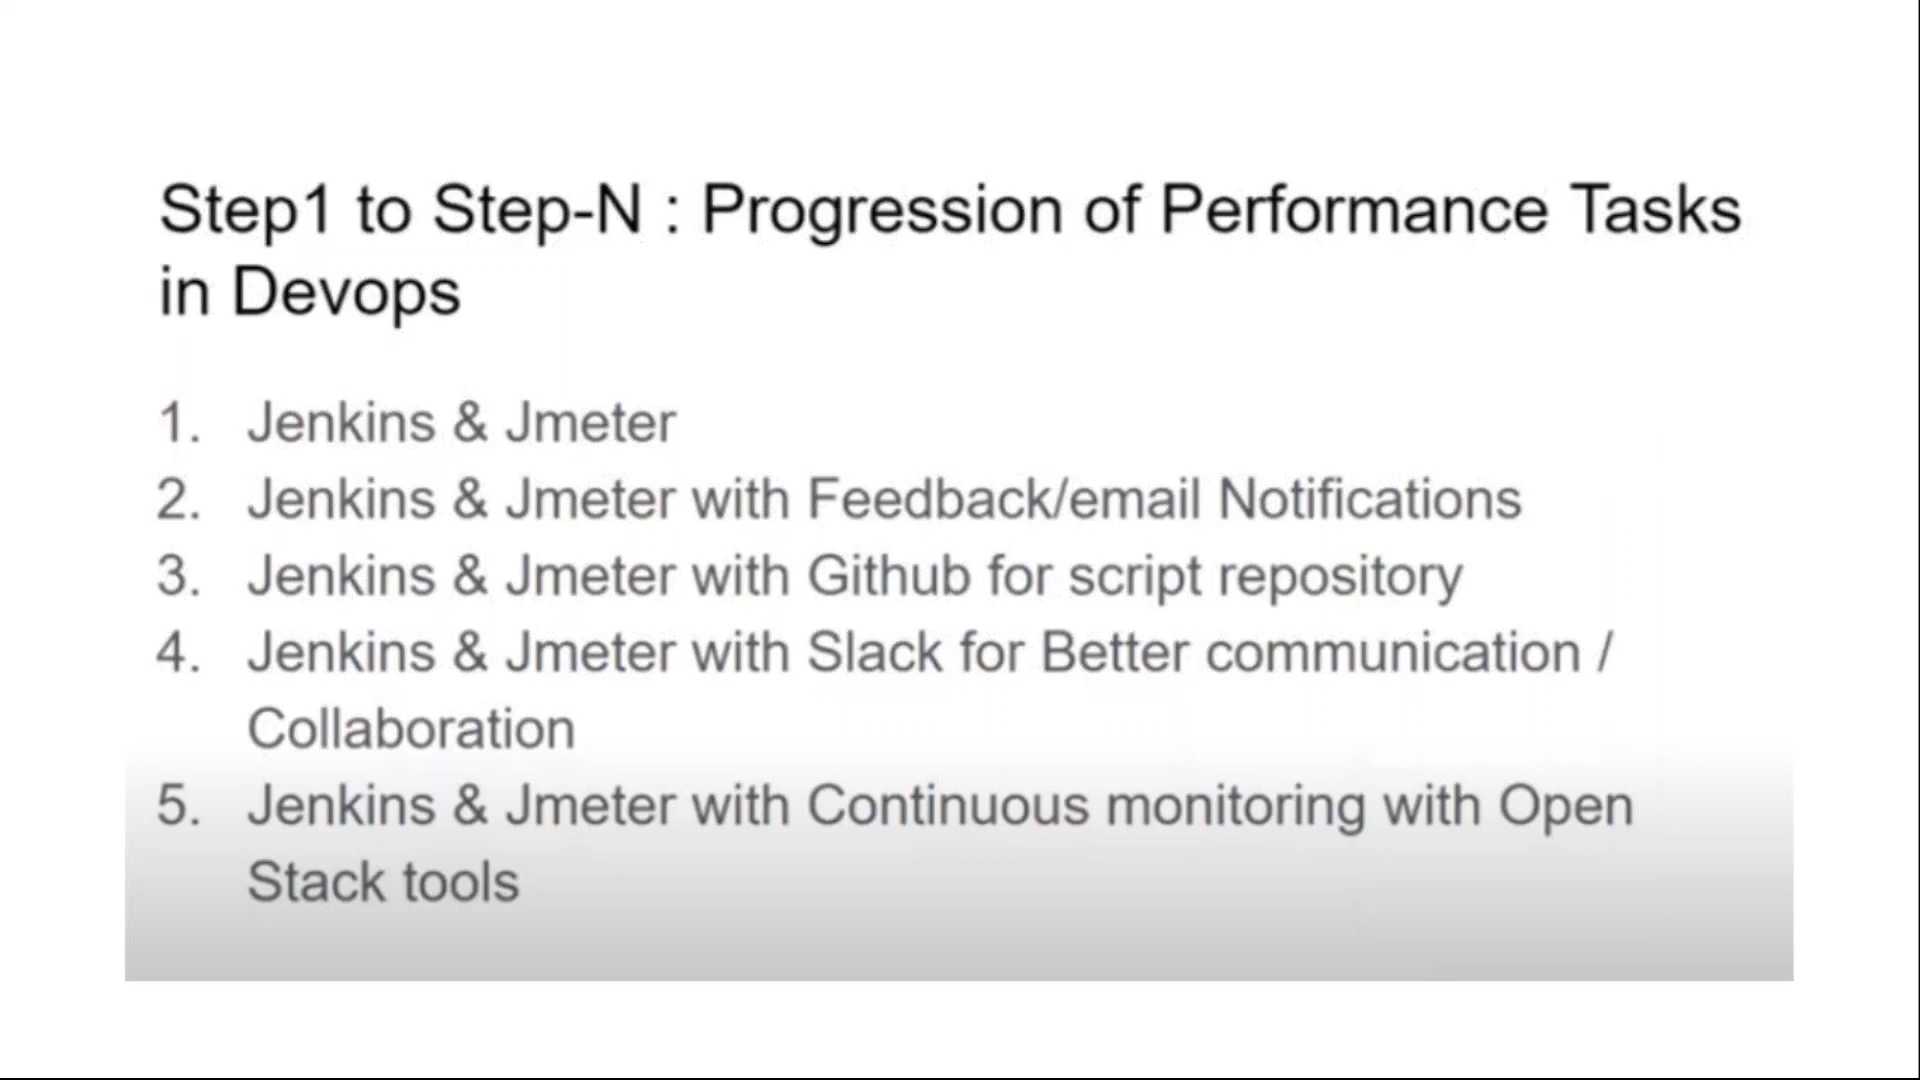 Step1 to Step-N : Progression of Performance Tasks
in Devops
1. Jenkins & Jmeter
2. Jenkins & Jmeter with Feedback/email Notifications
3. Jenkins & Jmeter with Github for script repository
4. Jenkins & Jmeter with Slack for Better communication /
Collaboration
5. Jenkins & Jmeter with Continuous monitoring with Open
Stack tools